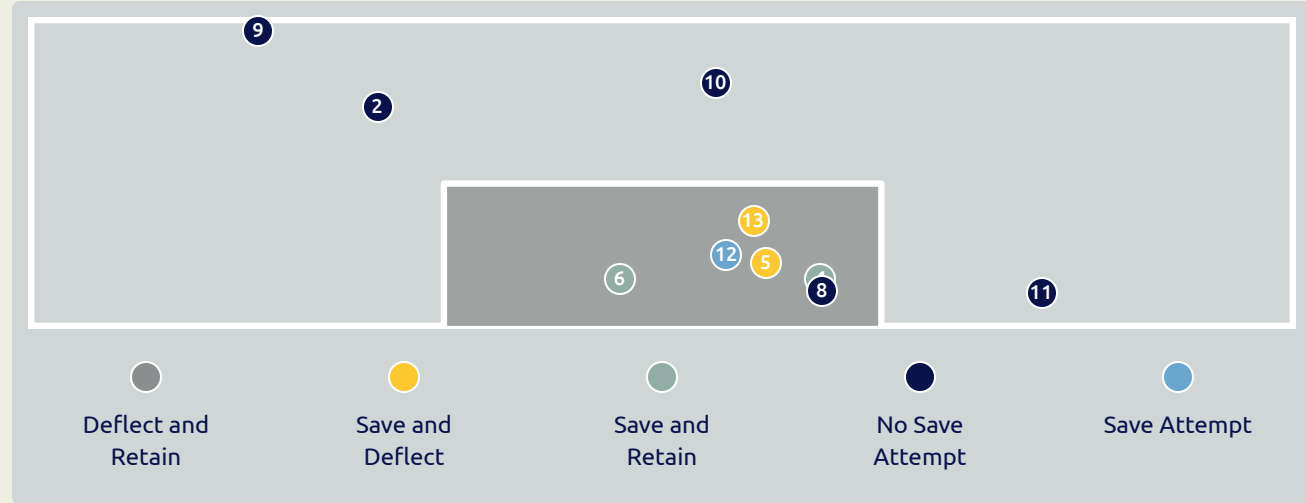 9
10
2
13
12
5
6
8
11
Deflect and
Retain
Save and
Deflect
Save and
Retain
No Save
Attempt
Save Attempt